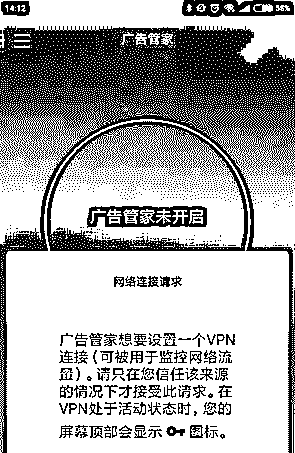 14:12
56%
广告管家
广告管家未开启
网络连接请求
广告管家想要设置一个VPN
连接（可被用于监控网络流
量）。请只在您信任该来源
的情况下才接受此请求。在
VPN处于活动状态时，您的
屏幕顶部会显示 图标。